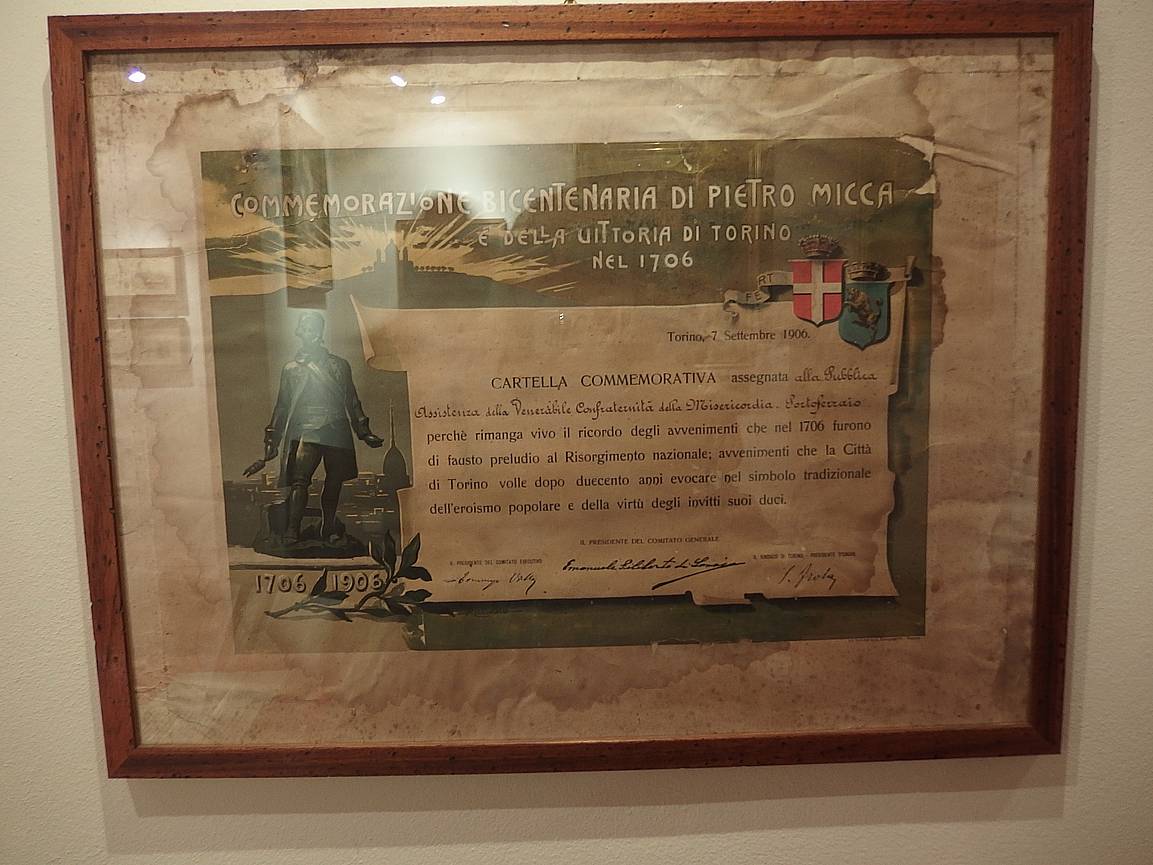 COMMEMORAZIONE BICENTENARIA DI PIETRO MICCA
E DELLA VITTORIA DI TORINO
NEL 1706
FE RT
Torino, 7 Settembre 1906.
CARTELLA COMMEMORATIVA assegnata alla Pubblica
Assistenza della Venerabile Confraternità della Misericordia. Portoferraio
perchè rimanga vivo il ricordo degli avvenimenti che nel 1706 furono
di fausto preludio al Risorgimento nazionale; avvenimenti che la Città
di Torino volle dopo duecento anni evocare nel simbolo tradizionale
dell'eroismo popolare e della virtù degli invitti suoi duci.
IL PRESIDENTE DEL COMITATO GENERALE
IL PRESIDENTE DEL COMITATO ESECUTIVO
IL SINDACO DI TORINO - PRESIDENTE D'ONORE
Emanuele Filiberto di Savoia
1706 1906